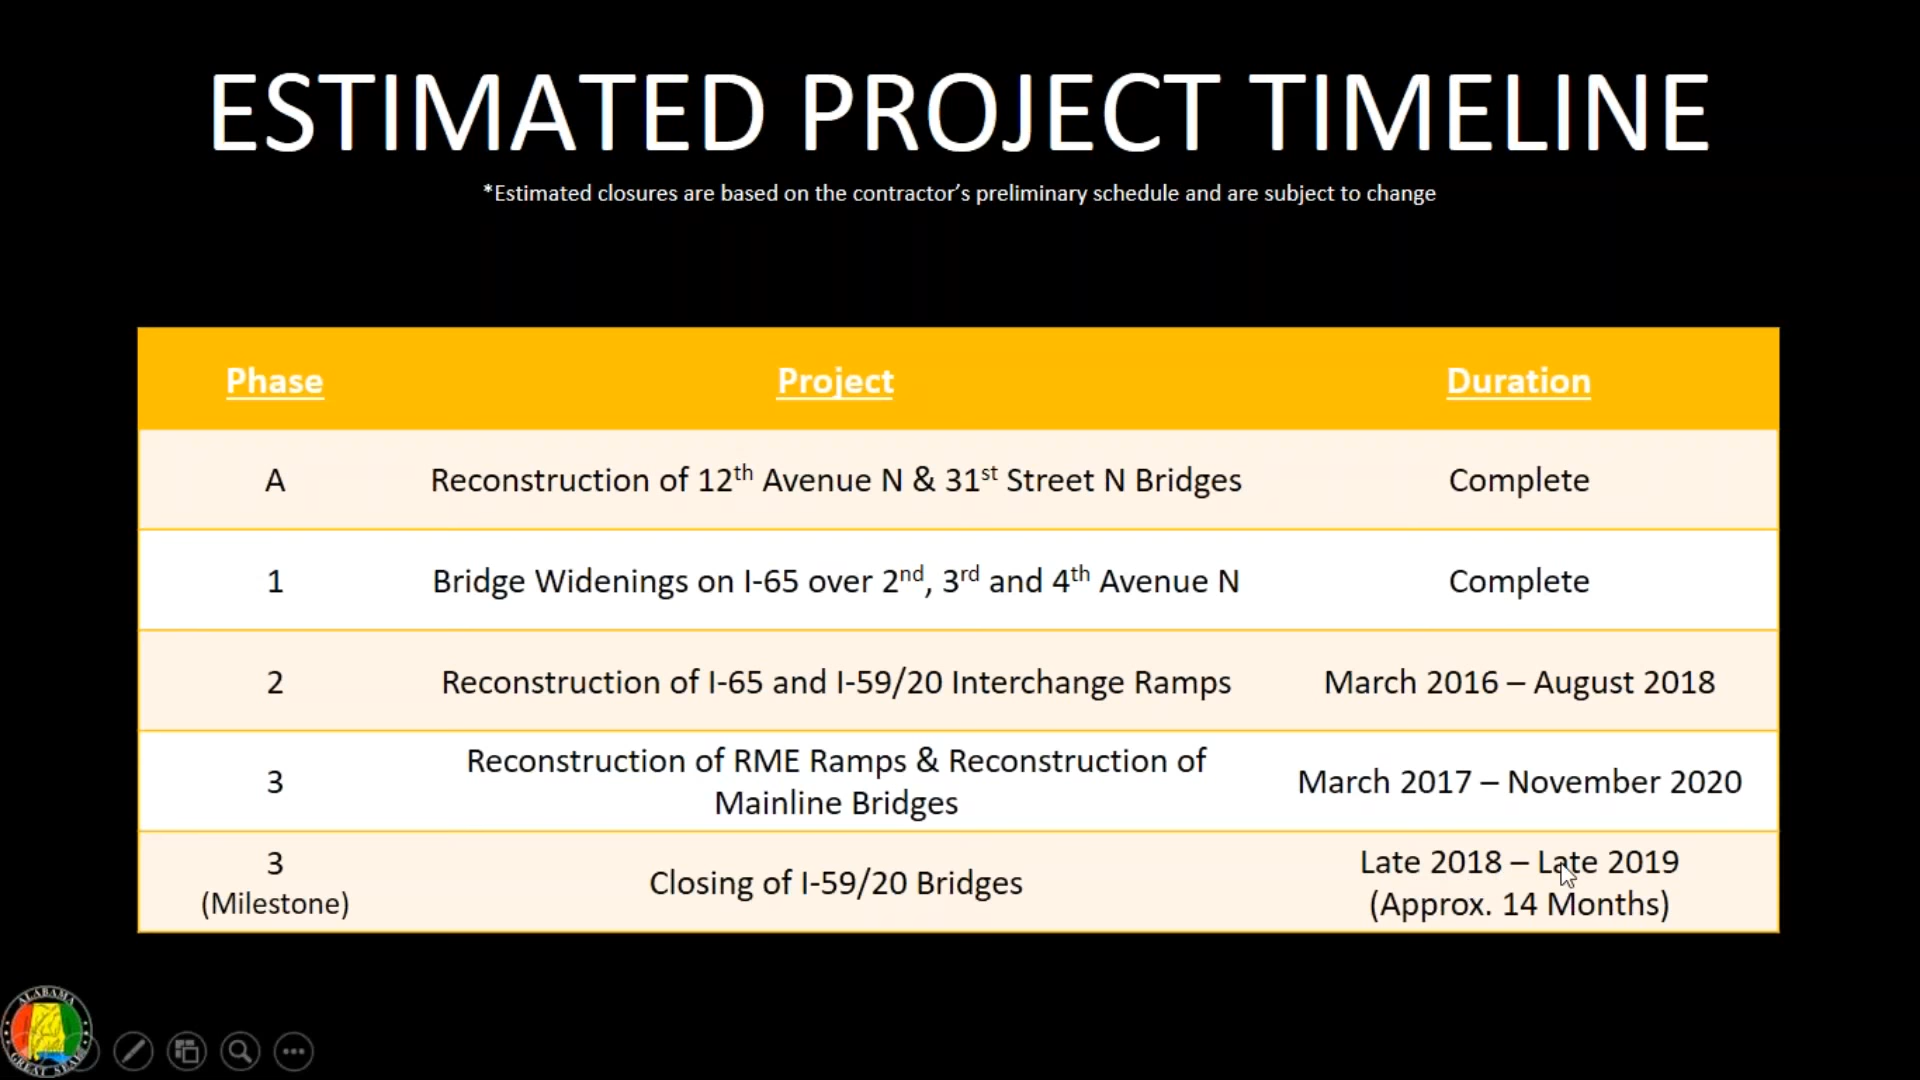 ESTIMATED PROJECT TIMELINE
*Estimated closures are based on the contractor’s preliminary schedule and are subject to change
Phase Project Duration
A Reconstruction of 12th Avenue N & 31st Street N Bridges Complete
1 Bridge Widenings on I-65 over 2nd, 3rd and 4th Avenue N Complete
2 Reconstruction of I-65 and I-59/20 Interchange Ramps March 2016 – August 2018
3 Reconstruction of RME Ramps & Reconstruction of
Mainline Bridges
March 2017 – November 2020
3
(Milestone)
Closing of I-59/20 Bridges
Late 2018 – Late 2019
(Approx. 14 Months)
ALABAMA
GREAT SEAL